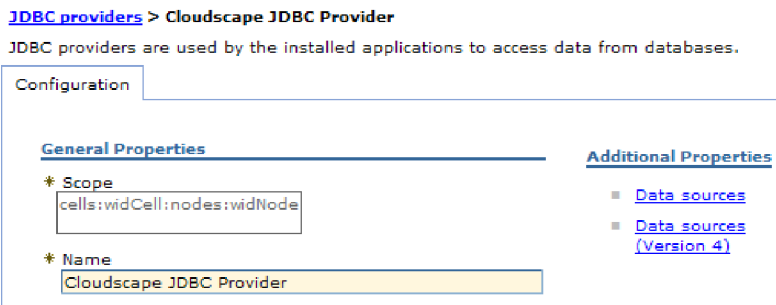 JDBC providers > Cloudscape JDBC Provider
JDBC providers are used by the installed applications to access data from databases.
Configuration
General Properties
* Scope
cells:widCell:nodes:widNode
* Name
Cloudscape JDBC Provider
Additional Properties
Data sources
Data sources
(Version 4)